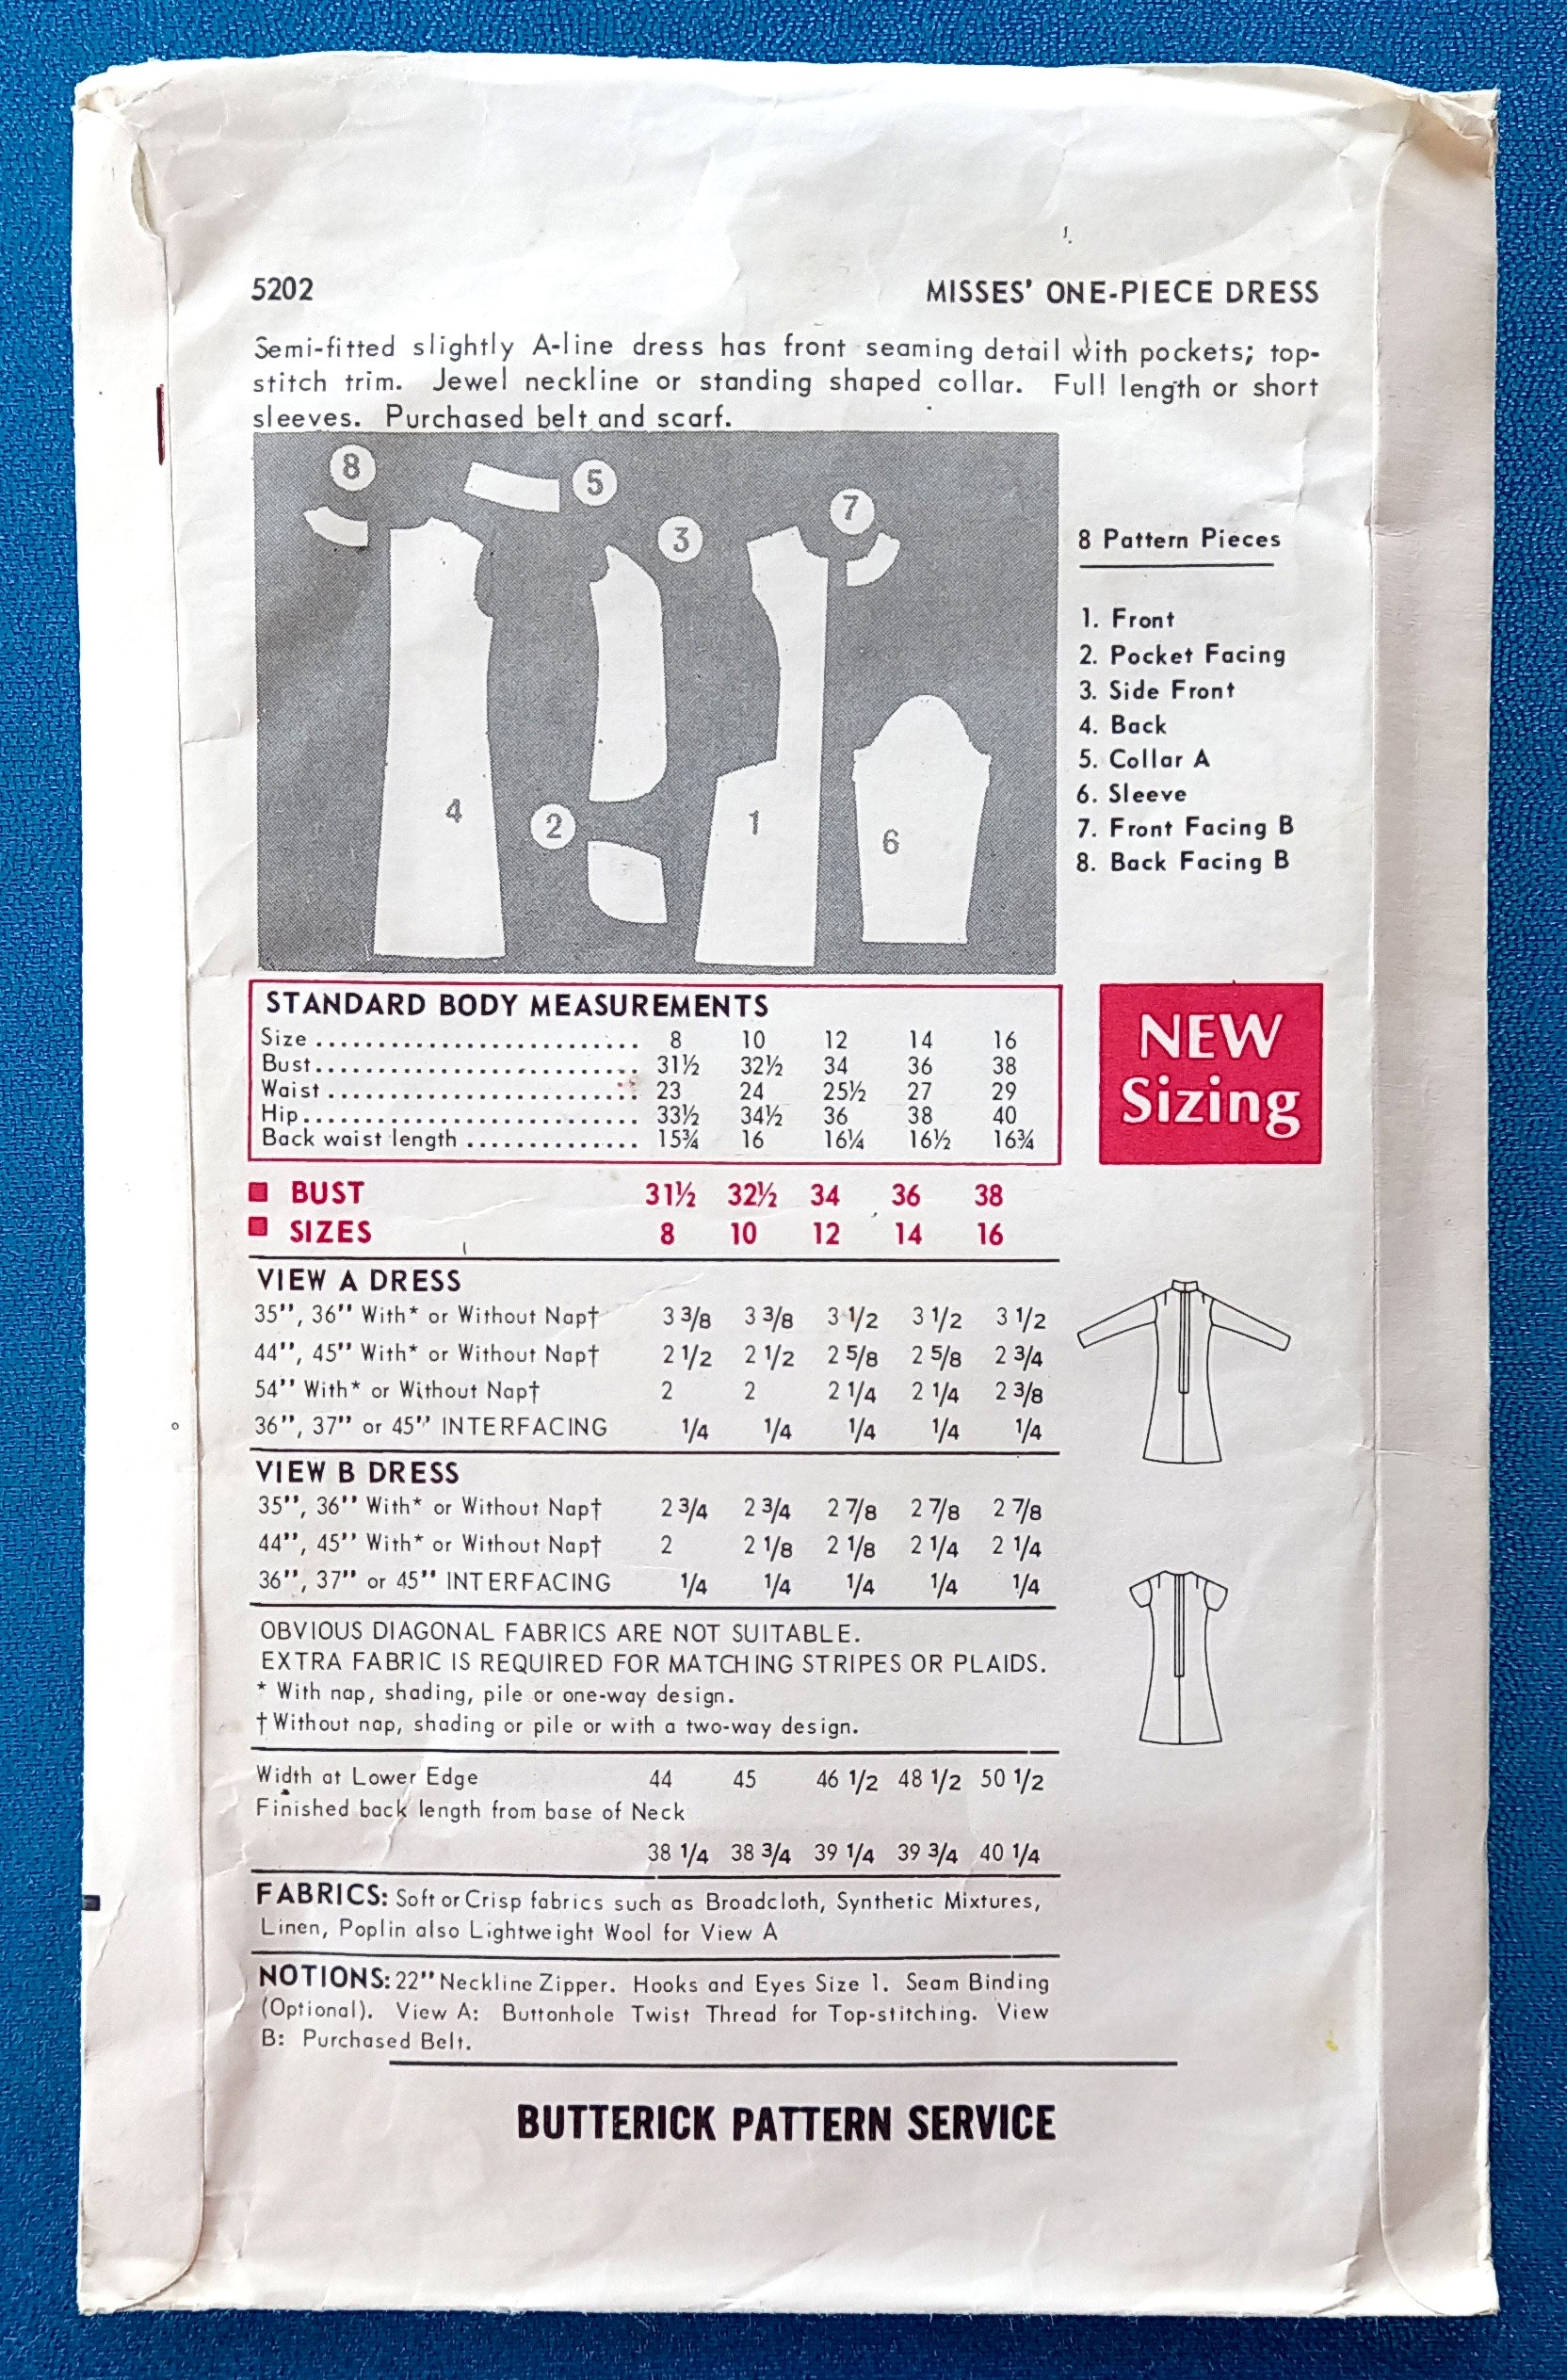 5202 MISSES' ONE-PIECE DRESS
Semi-fitted slightly A-line dress has front seaming detail with pockets; top-
stitch trim. Jewel neckline or standing shaped collar. Full length or short
sleeves. Purchased belt and scarf.
8
5
7
3
4
2
1
6
8 Pattern Pieces
1. Front
2. Pocket Facing
3. Side Front
4. Back
5. Collar A
6. Sleeve
7. Front Facing B
8. Back Facing B
STANDARD BODY MEASUREMENTS
Size 8 10 12 14 16
Bust 31½ 32½ 34 36 38
Waist 23 24 25½ 27 29
Hip 33½ 34½ 36 38 40
Back waist length 15¾ 16 16¼ 16½ 16¾
NEW
Sizing
BUST 31½ 32½ 34 36 38
SIZES 8 10 12 14 16
VIEW A DRESS
35", 36" With* or Without Nap† 3 3/8 3 3/8 3 1/2 3 1/2 3 1/2
44", 45" With* or Without Nap† 2 1/2 2 1/2 2 5/8 2 5/8 2 3/4
54" With* or Without Nap† 2 2 2 1/4 2 1/4 2 3/8
36", 37" or 45" INTERFACING 1/4 1/4 1/4 1/4 1/4
VIEW B DRESS
35", 36" With* or Without Nap† 2 3/4 2 3/4 2 7/8 2 7/8 2 7/8
44", 45" With* or Without Nap† 2 2 1/8 2 1/8 2 1/4 2 1/4
36", 37" or 45" INTERFACING 1/4 1/4 1/4 1/4 1/4
OBVIOUS DIAGONAL FABRICS ARE NOT SUITABLE.
EXTRA FABRIC IS REQUIRED FOR MATCHING STRIPES OR PLAIDS.
* With nap, shading, pile or one-way design.
† Without nap, shading or pile or with a two-way design.
Width at Lower Edge 44 45 46 1/2 48 1/2 50 1/2
Finished back length from base of Neck
38 1/4 38 3/4 39 1/4 39 3/4 40 1/4
FABRICS: Soft or Crisp fabrics such as Broadcloth, Synthetic Mixtures,
Linen, Poplin also Lightweight Wool for View A
NOTIONS: 22" Neckline Zipper. Hooks and Eyes Size 1. Seam Binding
(Optional). View A: Buttonhole Twist Thread for Top-stitching. View
B: Purchased Belt.
BUTTERICK PATTERN SERVICE